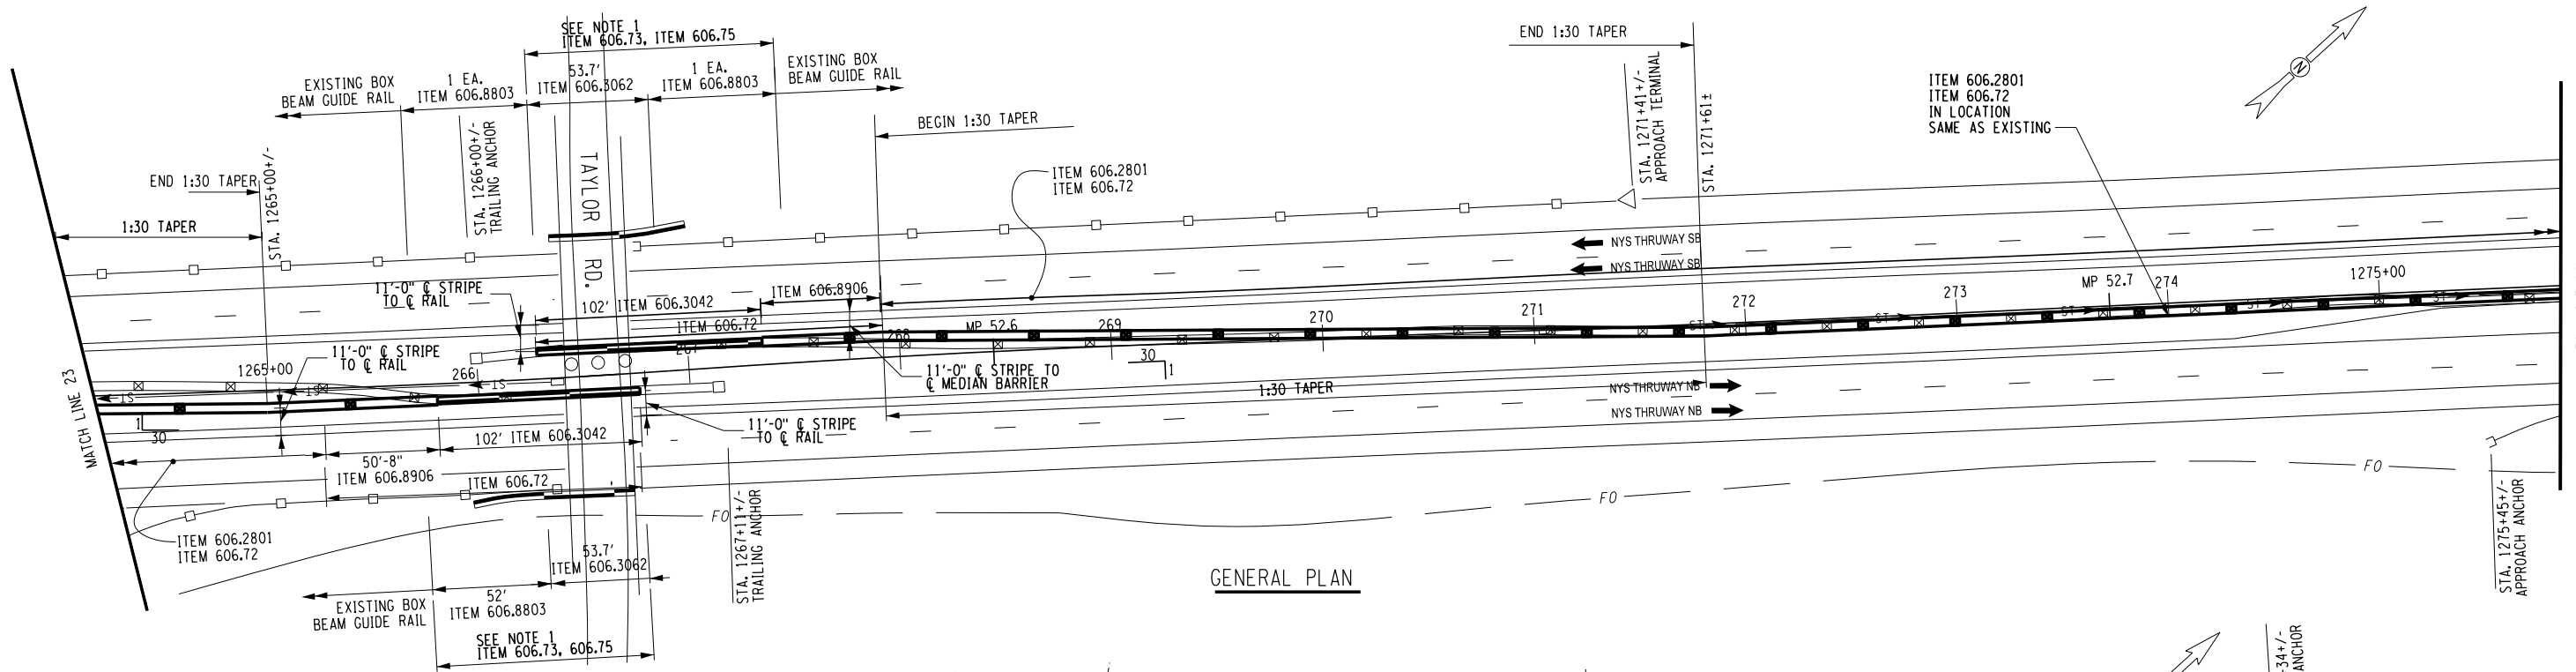 SEE NOTE 1
ITEM 606.73, ITEM 606.75
EXISTING BOX
BEAM GUIDE RAIL
1 EA.
ITEM 606.8803
53.7'
ITEM 606.3062
1 EA.
ITEM 606.8803
EXISTING BOX
BEAM GUIDE RAIL
END 1:30 TAPER
STA. 1271+41+/-
APPROACH TERMINAL
STA. 1271+61±
ITEM 606.2801
ITEM 606.72
IN LOCATION
SAME AS EXISTING
N
BEGIN 1:30 TAPER
END 1:30 TAPER
STA. 1265+00+/-
1:30 TAPER
STA. 1266+00+/-
TRAILING ANCHOR
TAYLOR RD.
ITEM 606.2801
ITEM 606.72
NYS THRUWAY SB
NYS THRUWAY SB
11'-0" ℄ STRIPE
TO ℄ RAIL
102' ITEM 606.3042
ITEM 606.8906
ITEM 606.72
MP 52.6
MP 52.7
1265+00
266
267
268
269
270
271
272
273
274
1275+00
ST
ST
ST
ST
ST
ST
ST
ST
11'-0" ℄ STRIPE
TO ℄ RAIL
11'-0" ℄ STRIPE TO
℄ MEDIAN BARRIER
30
1
1:30 TAPER
NYS THRUWAY NB
NYS THRUWAY NB
MATCH LINE 23
1
30
11'-0" ℄ STRIPE
TO ℄ RAIL
102' ITEM 606.3042
50'-8"
ITEM 606.8906
ITEM 606.72
ITEM 606.2801
ITEM 606.72
FO
FO
FO
STA. 1267+11+/-
TRAILING ANCHOR
STA. 1275+45+/-
APPROACH ANCHOR
53.7'
ITEM 606.3062
52'
ITEM 606.8803
EXISTING BOX
BEAM GUIDE RAIL
SEE NOTE 1
ITEM 606.73, 606.75
GENERAL PLAN
+34+/-
ANCHOR